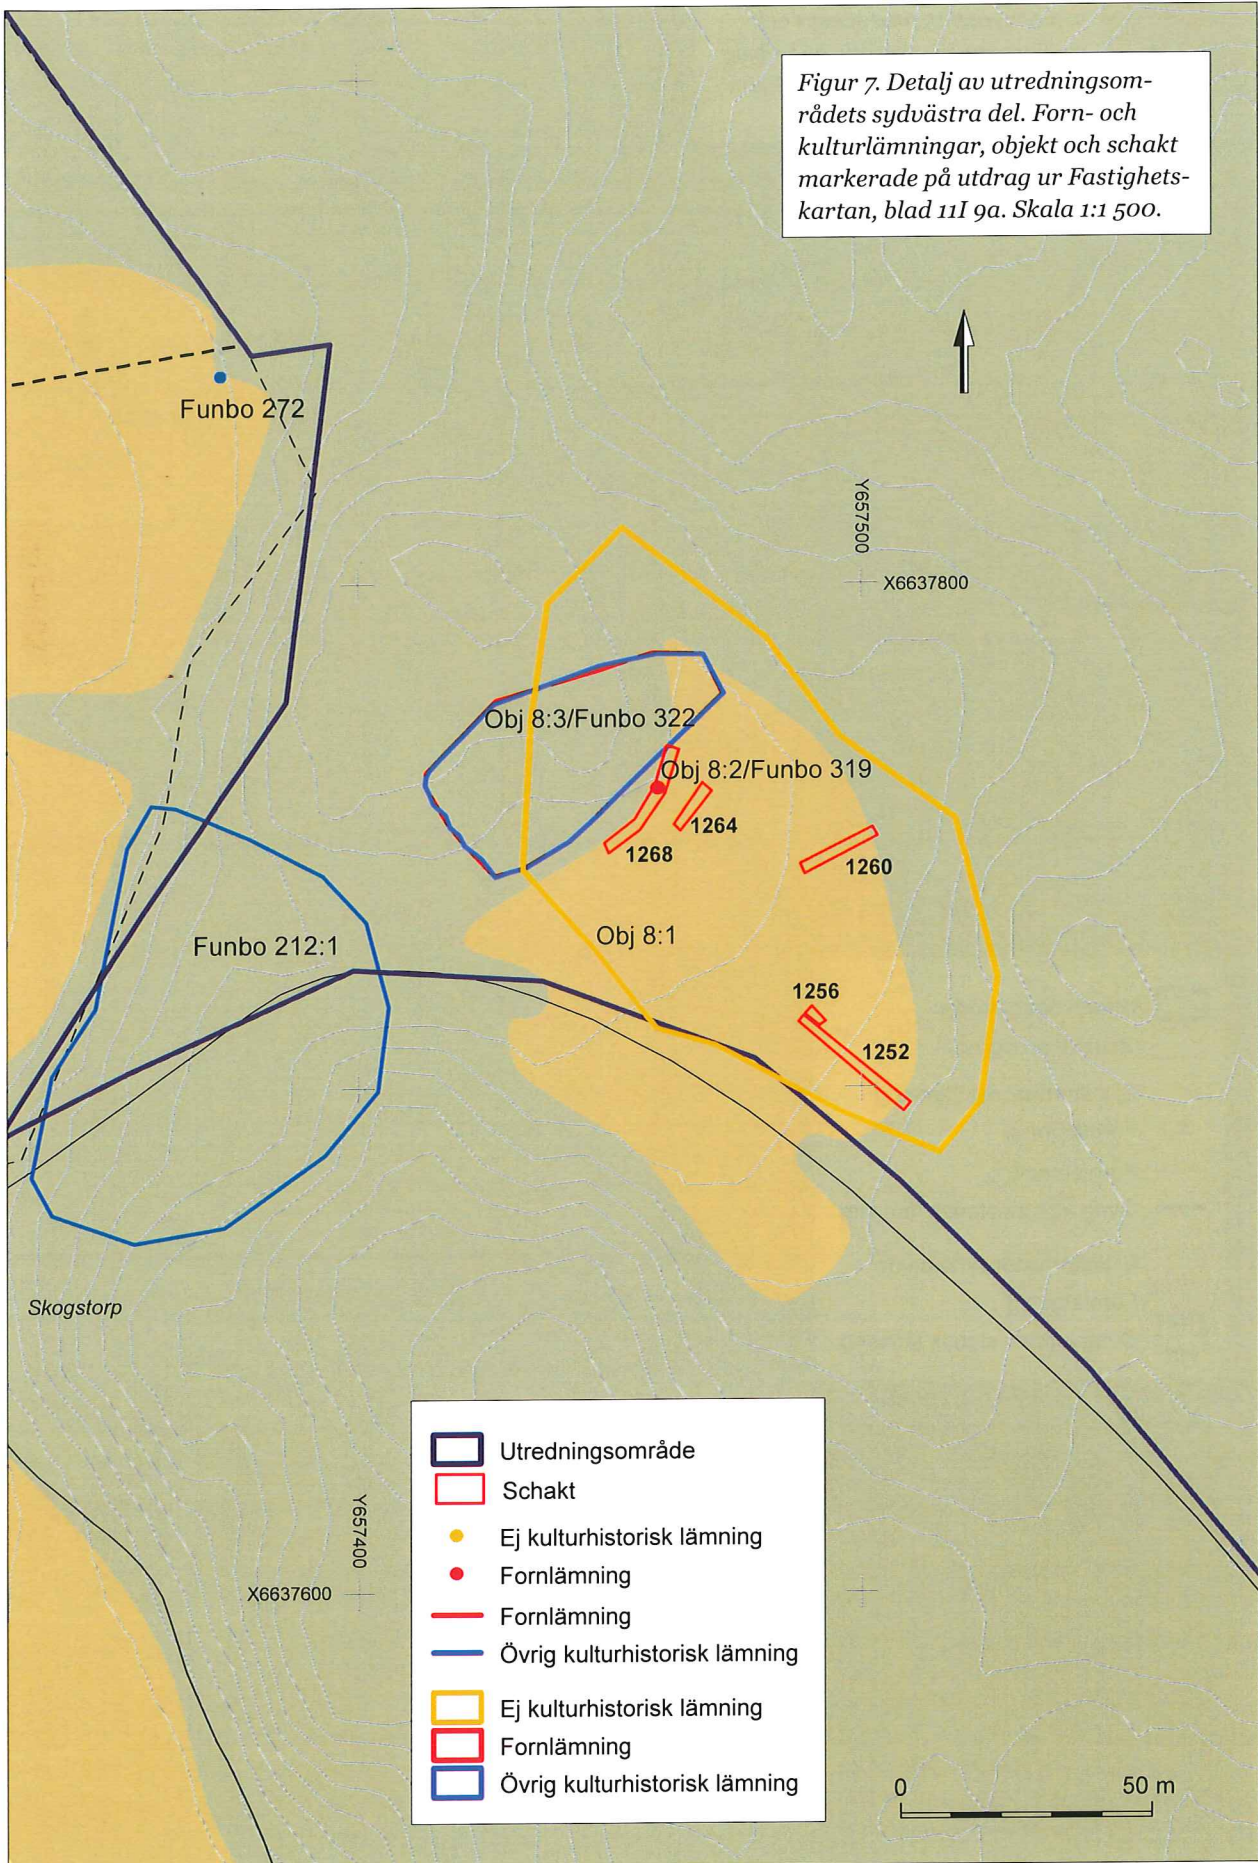 Figur 7. Detalj av utredningsom-
rådets sydvästra del. Forn- och
kulturlämningar, objekt och schakt
markerade på utdrag ur Fastighets-
kartan, blad 11I 9a. Skala 1:1 500.
Funbo 272
Y657500
X6637800
Obj 8:3/Funbo 322
Obj 8:2/Funbo 319
1264
1268
1260
Funbo 212:1
Obj 8:1
1256
1252
Skogstorp
Utredningsområde
Schakt
Ej kulturhistorisk lämning
Fornlämning
Fornlämning
Övrig kulturhistorisk lämning
Ej kulturhistorisk lämning
Fornlämning
Övrig kulturhistorisk lämning
Y657400
X6637600
0 50 m